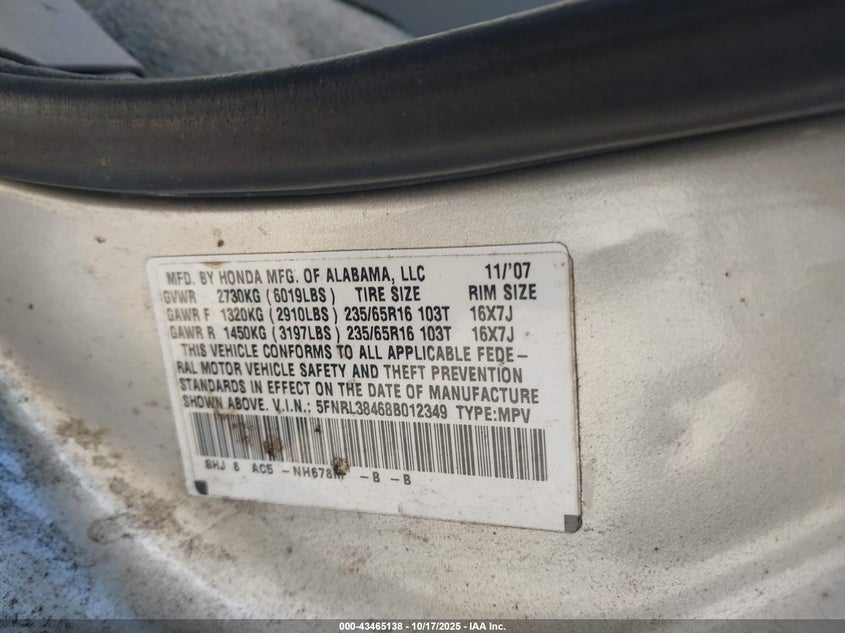 MFD. BY HONDA MFG. OF ALABAMA, LLC 11/'07
GVWR 2730KG (6019LBS) TIRE SIZE RIM SIZE
GAWR F 1320KG (2910LBS) 235/65R16 103T 16X7J
GAWR R 1450KG (3197LBS) 235/65R16 103T 16X7J
THIS VEHICLE CONFORMS TO ALL APPLICABLE FEDE-
RAL MOTOR VEHICLE SAFETY AND THEFT PREVENTION
STANDARDS IN EFFECT ON THE DATE OF MANUFACTURE
SHOWN ABOVE. V.I.N.: 5FNRL38468B012349 TYPE:MPV
SHJ 8 AC5 - -B -B
000-43465138 - 10/17/2025 - IAA Inc.